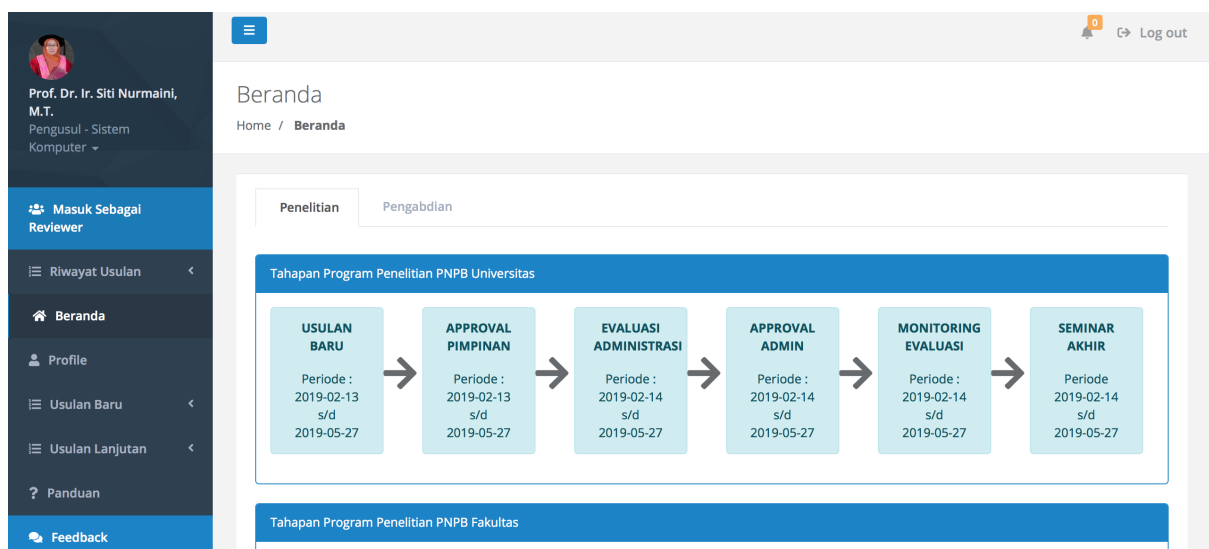 Prof. Dr. Ir. Siti Nurmaini,
M.T.
Pengusul - Sistem
Komputer
Masuk Sebagai
Reviewer
Riwayat Usulan
Beranda
Profile
Usulan Baru
Usulan Lanjutan
? Panduan
Feedback
0
Log out
Beranda
Home / Beranda
Penelitian
Pengabdian
Tahapan Program Penelitian PNPB Universitas
USULAN
BARU
Periode :
2019-02-13
s/d
2019-05-27
APPROVAL
PIMPINAN
Periode :
2019-02-13
s/d
2019-05-27
EVALUASI
ADMINISTRASI
Periode :
2019-02-14
s/d
2019-05-27
APPROVAL
ADMIN
Periode :
2019-02-14
s/d
2019-05-27
MONITORING
EVALUASI
Periode :
2019-02-14
s/d
2019-05-27
SEMINAR
AKHIR
Periode
2019-02-14
s/d
2019-05-27
Tahapan Program Penelitian PNPB Fakultas